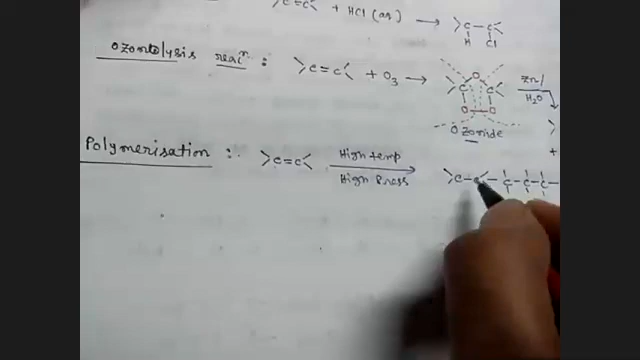 >C=C< + HCl (aq) → >C-C<
H Cl
Ozonolysis reacⁿ : >C=C< + O₃ → C O C O O Zn/ H₂O
Ozonide
+
Polymerisation :- >C=C< High temp High Press → >C-C-C-C-C-